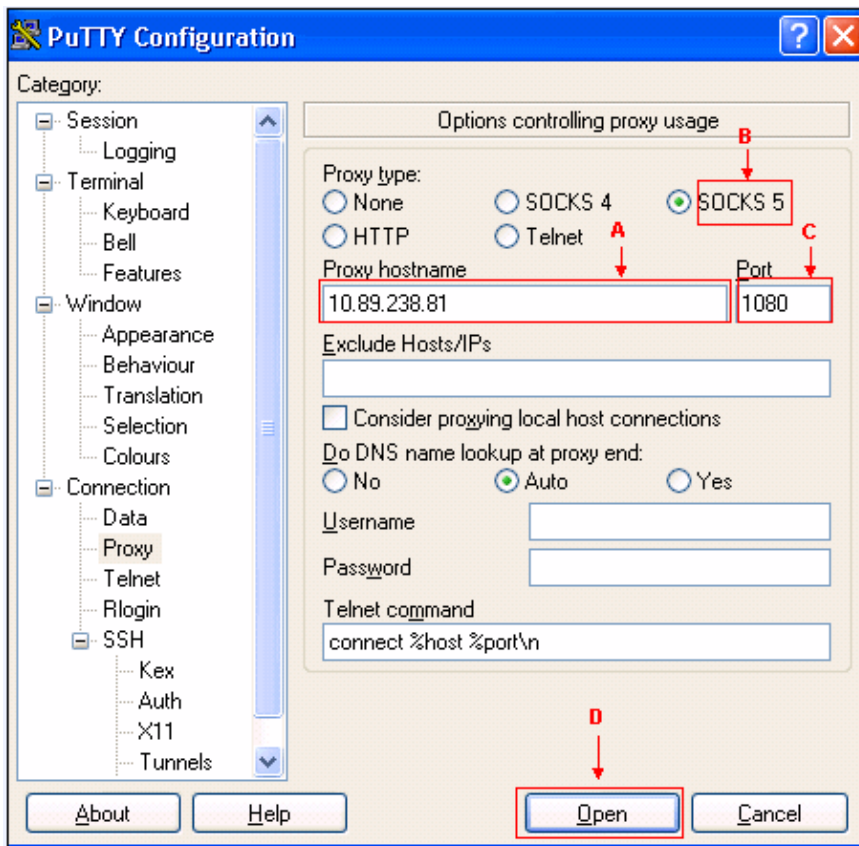 PuTTY Configuration
?
Category:
Session
Logging
Terminal
Keyboard
Bell
Features
Window
Appearance
Behaviour
Translation
Selection
Colours
Connection
Data
Proxy
Telnet
Rlogin
SSH
Kex
Auth
X11
Tunnels
Options controlling proxy usage
B
Proxy type:
None SOCKS 4 SOCKS 5
HTTP Telnet A C
Proxy hostname Port
10.89.238.81 1080
Exclude Hosts/IPs
Consider proxying local host connections
Do DNS name lookup at proxy end:
No Auto Yes
Username
Password
Telnet command
connect %host %port\n
D
About Help Open Cancel